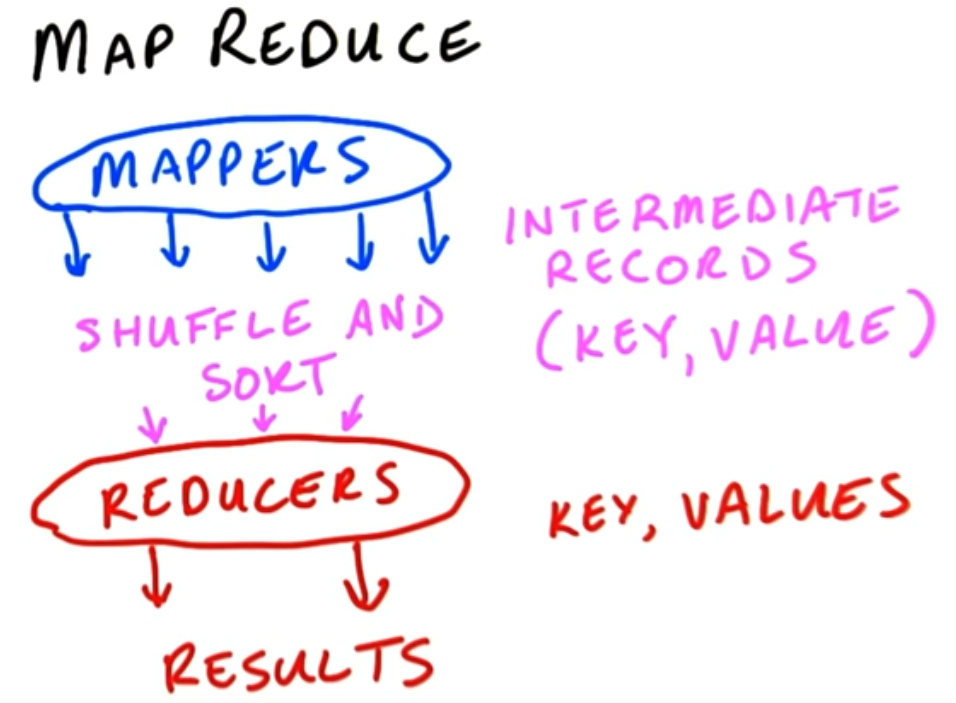 MAP REDUCE
MAPPERS
INTERMEDIATE
RECORDS
(KEY, VALUE)
SHUFFLE AND
SORT
REDUCERS
KEY, VALUES
RESULTS